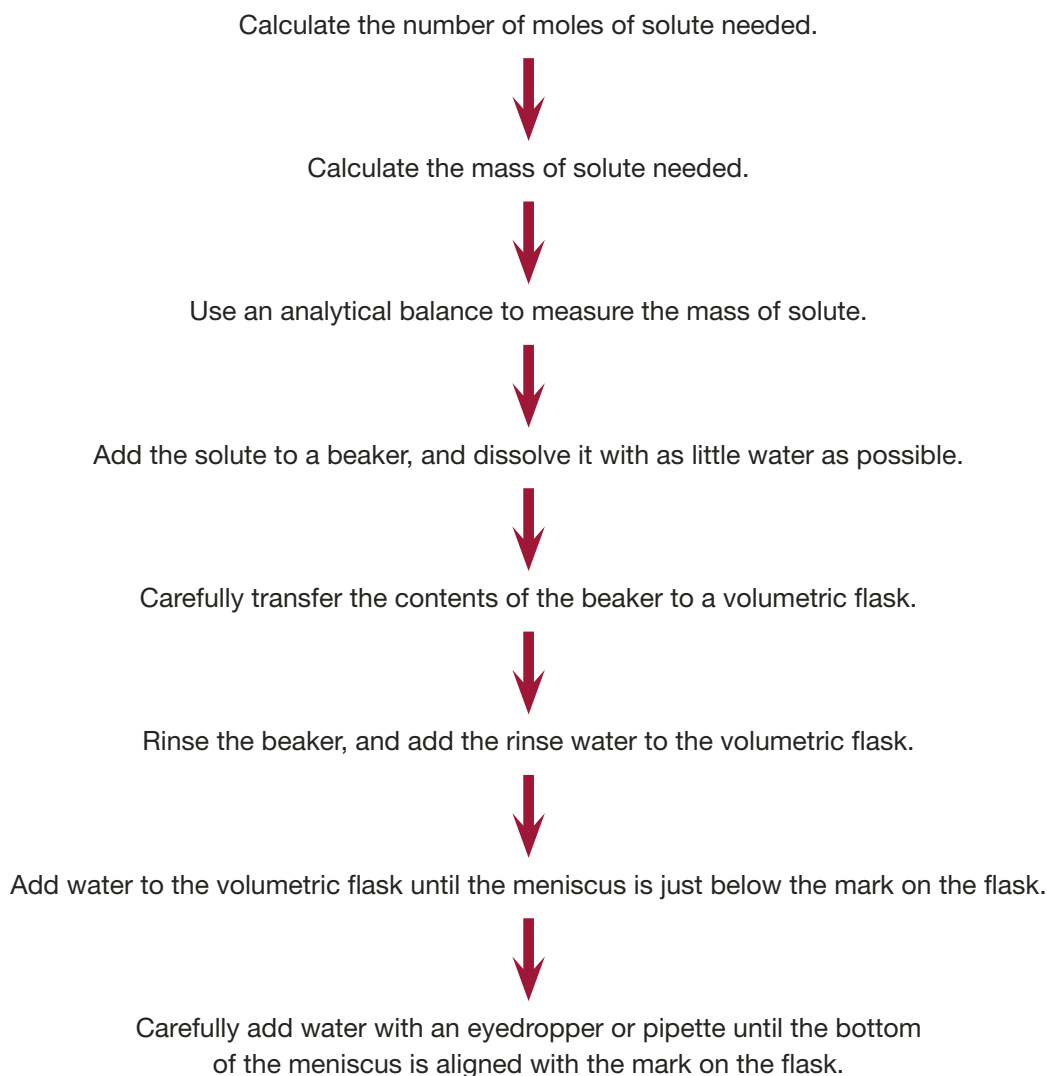 Calculate the number of moles of solute needed.
Calculate the mass of solute needed.
Use an analytical balance to measure the mass of solute.
Add the solute to a beaker, and dissolve it with as little water as possible.
Carefully transfer the contents of the beaker to a volumetric flask.
Rinse the beaker, and add the rinse water to the volumetric flask.
Add water to the volumetric flask until the meniscus is just below the mark on the flask.
Carefully add water with an eyedropper or pipette until the bottom
of the meniscus is aligned with the mark on the flask.